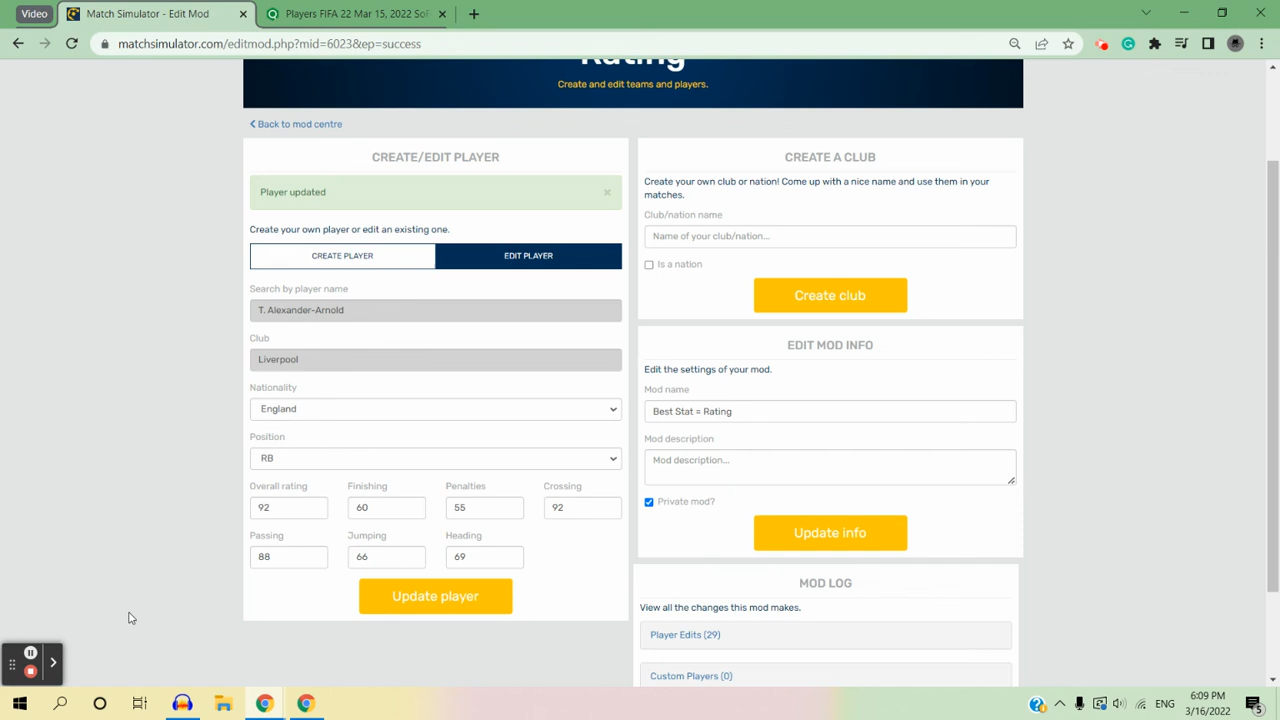 Video
Match Simulator - Edit Mod
Players FIFA 22 Mar 15, 2022 SoF
matchsimulator.com/editmod.php?mid=6023&ep=success
Rating
Create and edit teams and players.
Back to mod centre
CREATE/EDIT PLAYER
Player updated
Create your own player or edit an existing one.
CREATE PLAYER
EDIT PLAYER
Search by player name
T. Alexander-Arnold
Club
Liverpool
Nationality
England
Position
RB
Overall rating Finishing Penalties Crossing
92 60 55 92
Passing Jumping Heading
88 66 69
Update player
CREATE A CLUB
Create your own club or nation! Come up with a nice name and use them in your
matches.
Club/nation name
Name of your club/nation...
Is a nation
Create club
EDIT MOD INFO
Edit the settings of your mod.
Mod name
Best Stat = Rating
Mod description
Mod description...
Private mod?
Update info
MOD LOG
View all the changes this mod makes.
Player Edits (29)
Custom Players (0)
ENG
6:09 PM
3/16/2022
5